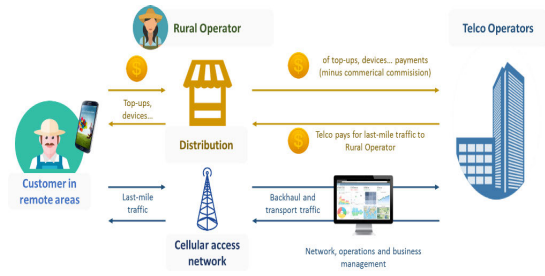 Rural Operator
Telco Operators
of top-ups, devices... payments
(minus commerical commisision)
Top-ups,
devices...
Distribution
Telco pays for last-mile traffic to
Rural Operator
Customer in
remote areas
Last-mile
traffic
Backhaul and
transport traffic
Cellular access
network
Network, operations and business
management